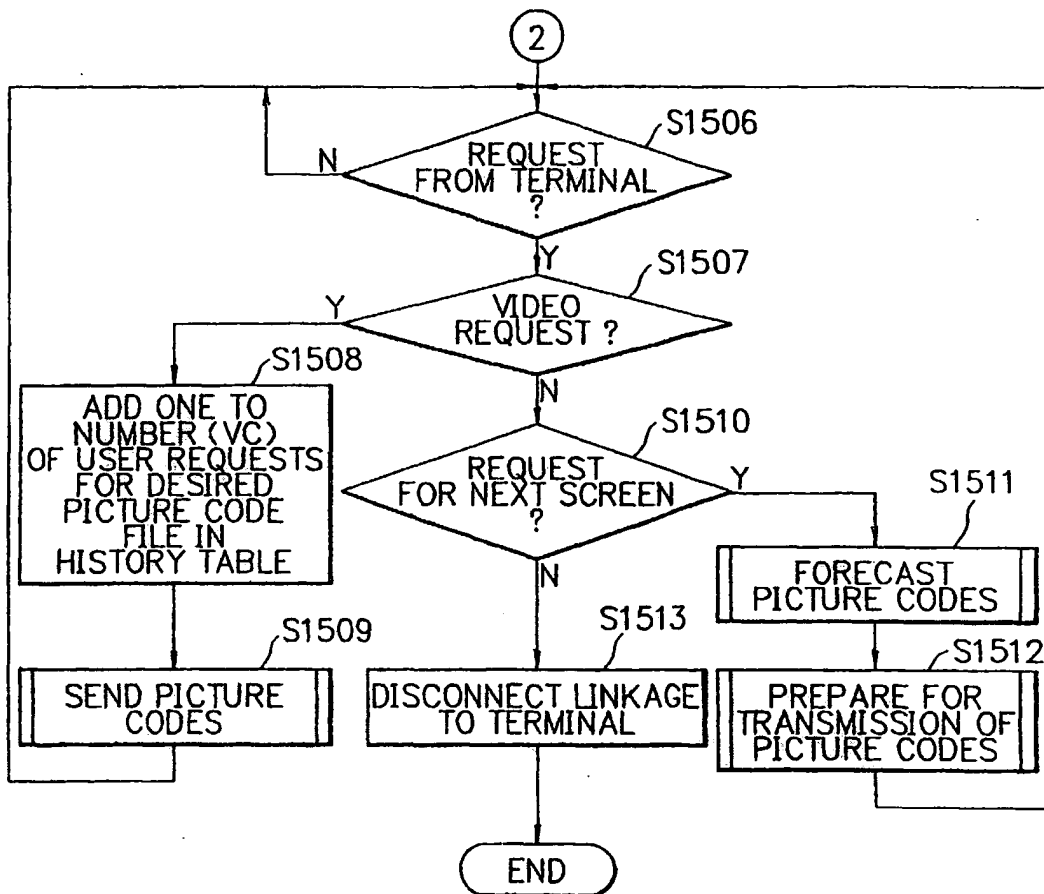 2
S1506
REQUEST
FROM TERMINAL
?
N
Y
S1507
VIDEO
REQUEST ?
Y
N
S1508
ADD ONE TO
NUMBER (VC)
OF USER REQUESTS
FOR DESIRED
PICTURE CODE
FILE IN
HISTORY TABLE
S1510
REQUEST
FOR NEXT SCREEN
?
Y
N
S1511
FORECAST
PICTURE CODES
S1509
SEND PICTURE
CODES
S1513
DISCONNECT LINKAGE
TO TERMINAL
S1512
PREPARE FOR
TRANSMISSION OF
PICTURE CODES
END